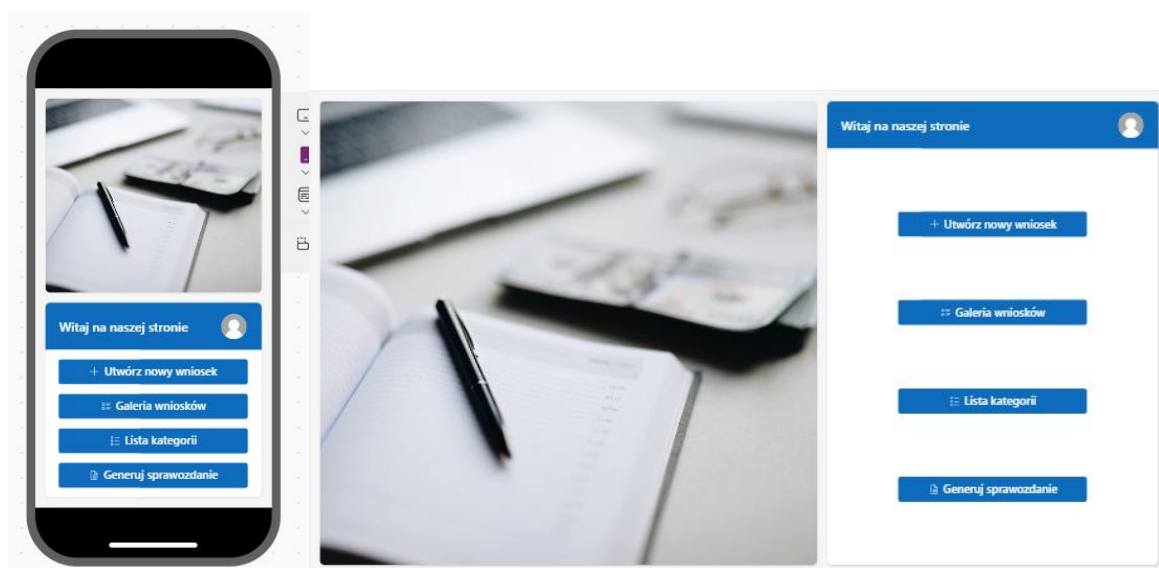 Witaj na naszej stronie
+ Utwórz nowy wniosek
Galeria wniosków
Lista kategorii
Generuj sprawozdanie
Witaj na naszej stronie
+ Utwórz nowy wniosek
Galeria wniosków
Lista kategorii
Generuj sprawozdanie